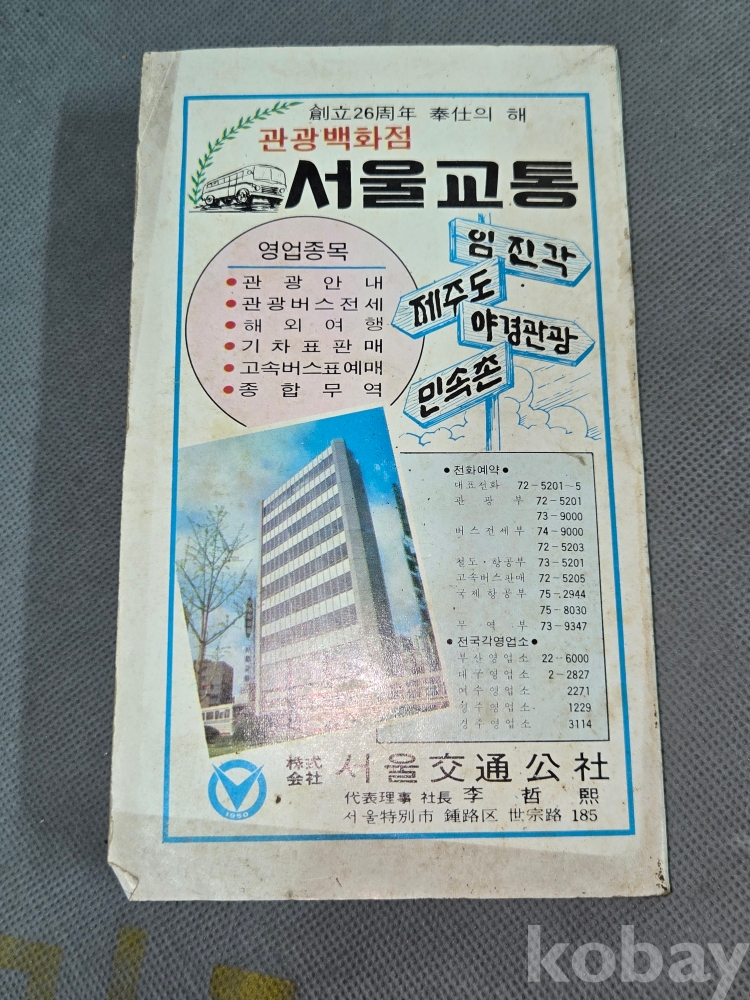 創立26周年 奉仕의 해
관광백화점
서울교통
영업종목
● 관광안내
● 관광버스전세
● 해외여행
● 기차표판매
● 고속버스표예매
● 종합무역
임진각
제주도
야경관광
민속촌
● 전화예약 ●
대표전화 72-5201~5
관광부 72-5201
73-9000
버스전세부 74-9000
72-5203
철도·항공부 73-5201
고속버스판매 72-5205
국제항공부 75-2944
75-8030
무역부 73-9347
● 전국각영업소 ●
부산영업소 22-6000
대구영업소 2-2827
여수영업소 2271
영업소 1229
경주영업소 3114
1950
株式会社 서울交通公社
代表理事 社長 李哲熙
서울特別市 鍾路区 世宗路 185
kobay